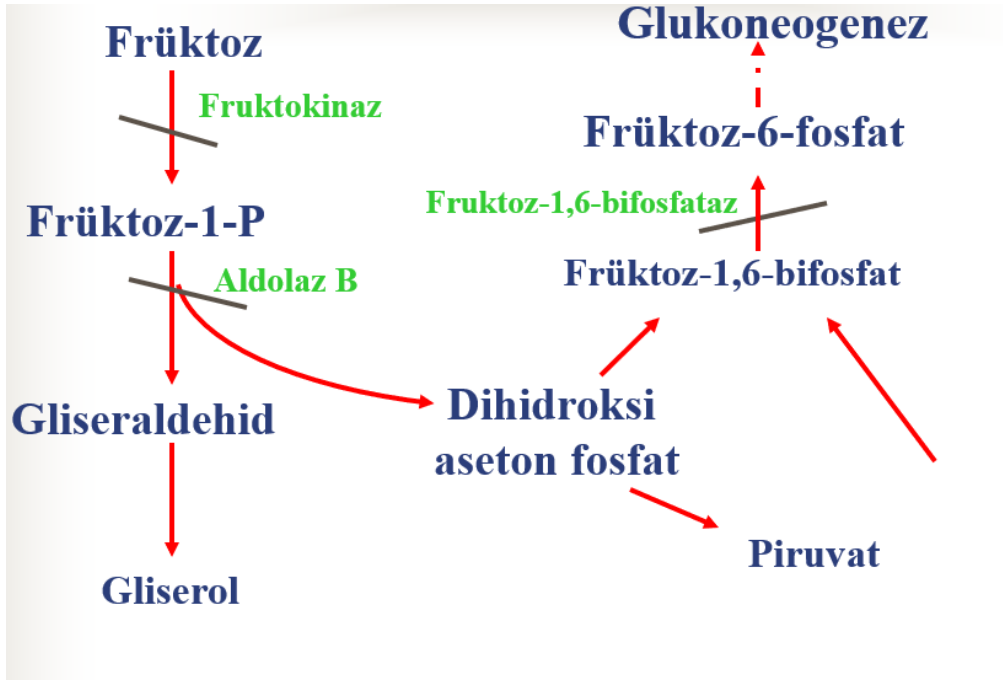 Früktoz
Fruktokinaz
Früktoz-1-P
Aldolaz B
Gliseraldehid
Gliserol
Dihidroksi
aseton fosfat
Piruvat
Glukoneogenez
Früktoz-6-fosfat
Fruktoz-1,6-bifosfataz
Früktoz-1,6-bifosfat